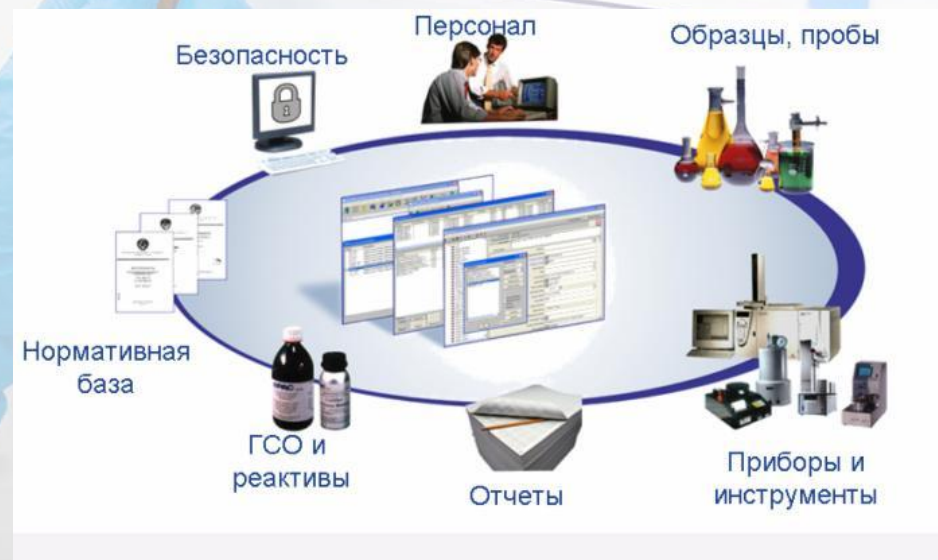 Безопасность
Персонал
Образцы, пробы
Нормативная
база
ГСО и
реактивы
Отчеты
Приборы и
инструменты